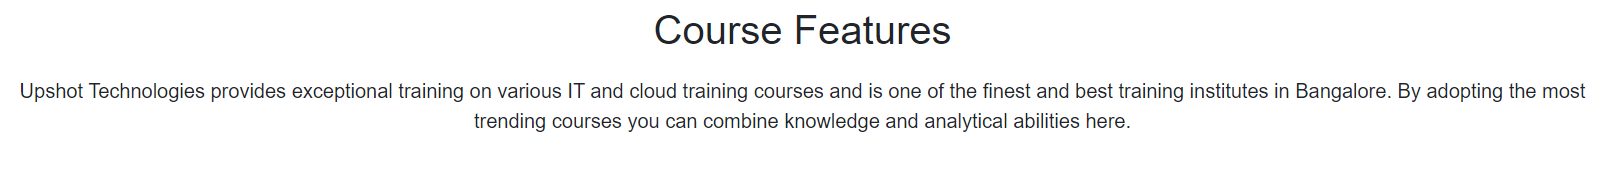 Course Features
Upshot Technologies provides exceptional training on various IT and cloud training courses and is one of the finest and best training institutes in Bangalore. By adopting the most
trending courses you can combine knowledge and analytical abilities here.